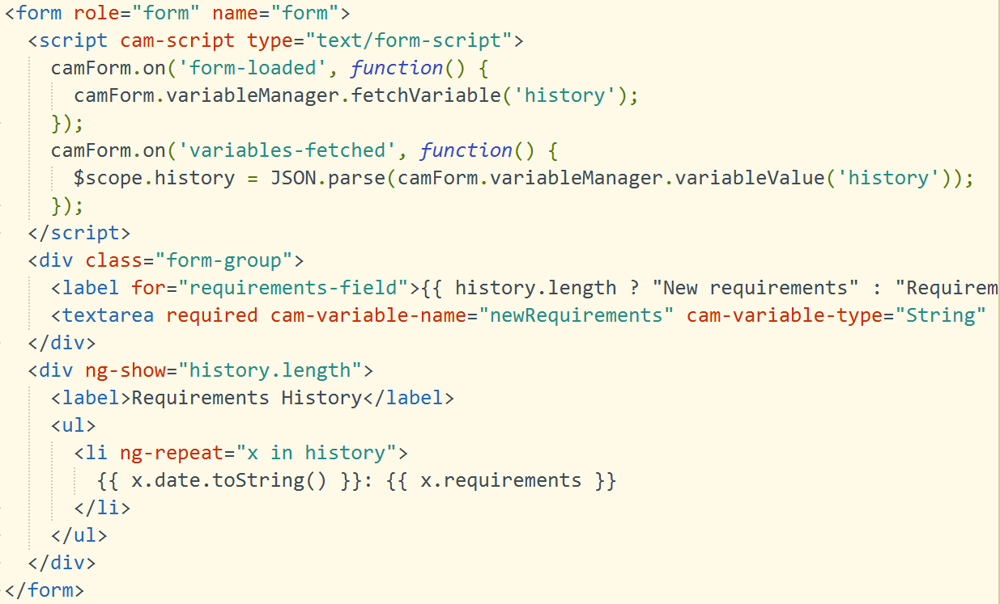 <form role="form" name="form">
<script cam-script type="text/form-script">
camForm.on('form-loaded', function() {
camForm.variableManager.fetchVariable('history');
});
camForm.on('variables-fetched', function() {
$scope.history = JSON.parse(camForm.variableManager.variableValue('history'));
});
</script>
<div class="form-group">
<label for="requirements-field">{{ history.length ? "New requirements" : "Requirem
<textarea required cam-variable-name="newRequirements" cam-variable-type="String"
</div>
<div ng-show="history.length">
<label>Requirements History</label>
<ul>
<li ng-repeat="x in history">
{{ x.date.toString() }}: {{ x.requirements }}
</li>
</ul>
</div>
</form>